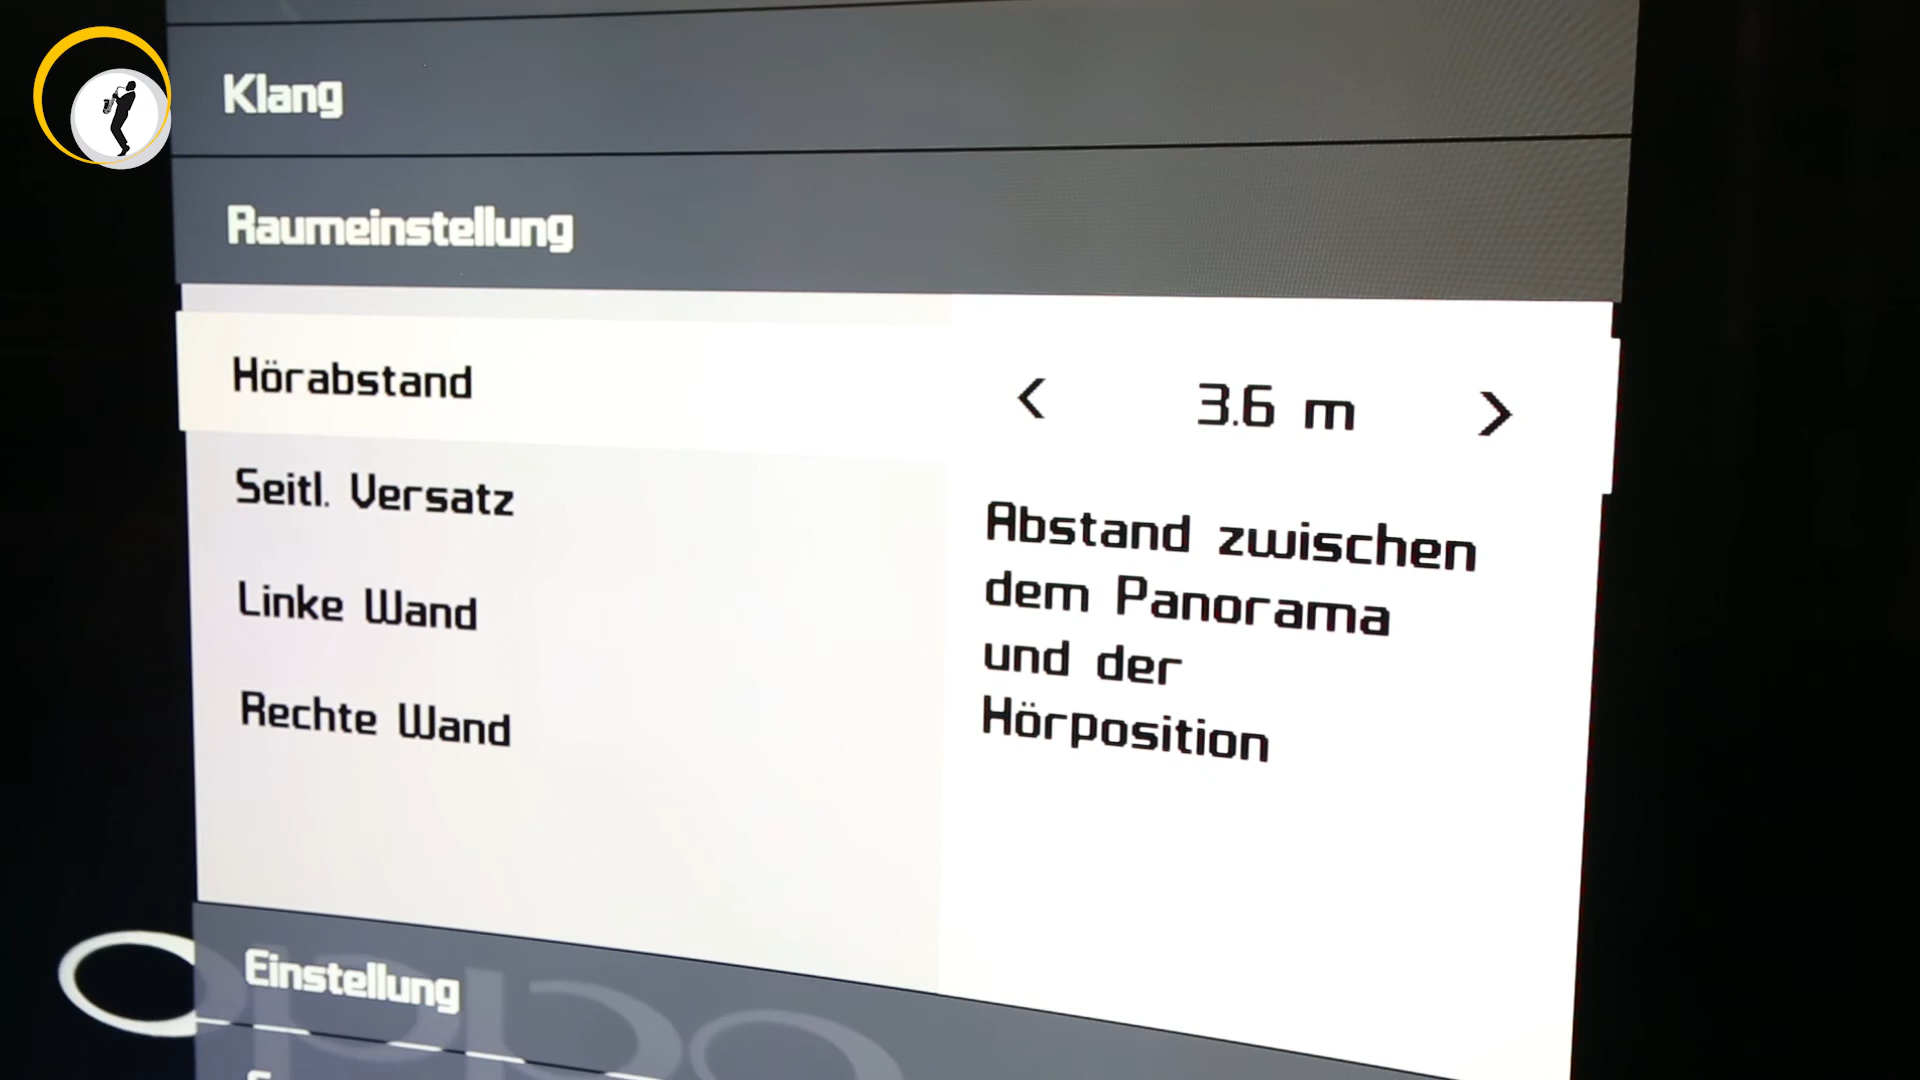 Klang
Raumeinstellung
Hörabstand
< 3.6 m >
Seitl. Versatz
Linke Wand
Rechte Wand
Abstand zwischen
dem Panorama
und der
Hörposition
Einstellung
oppo